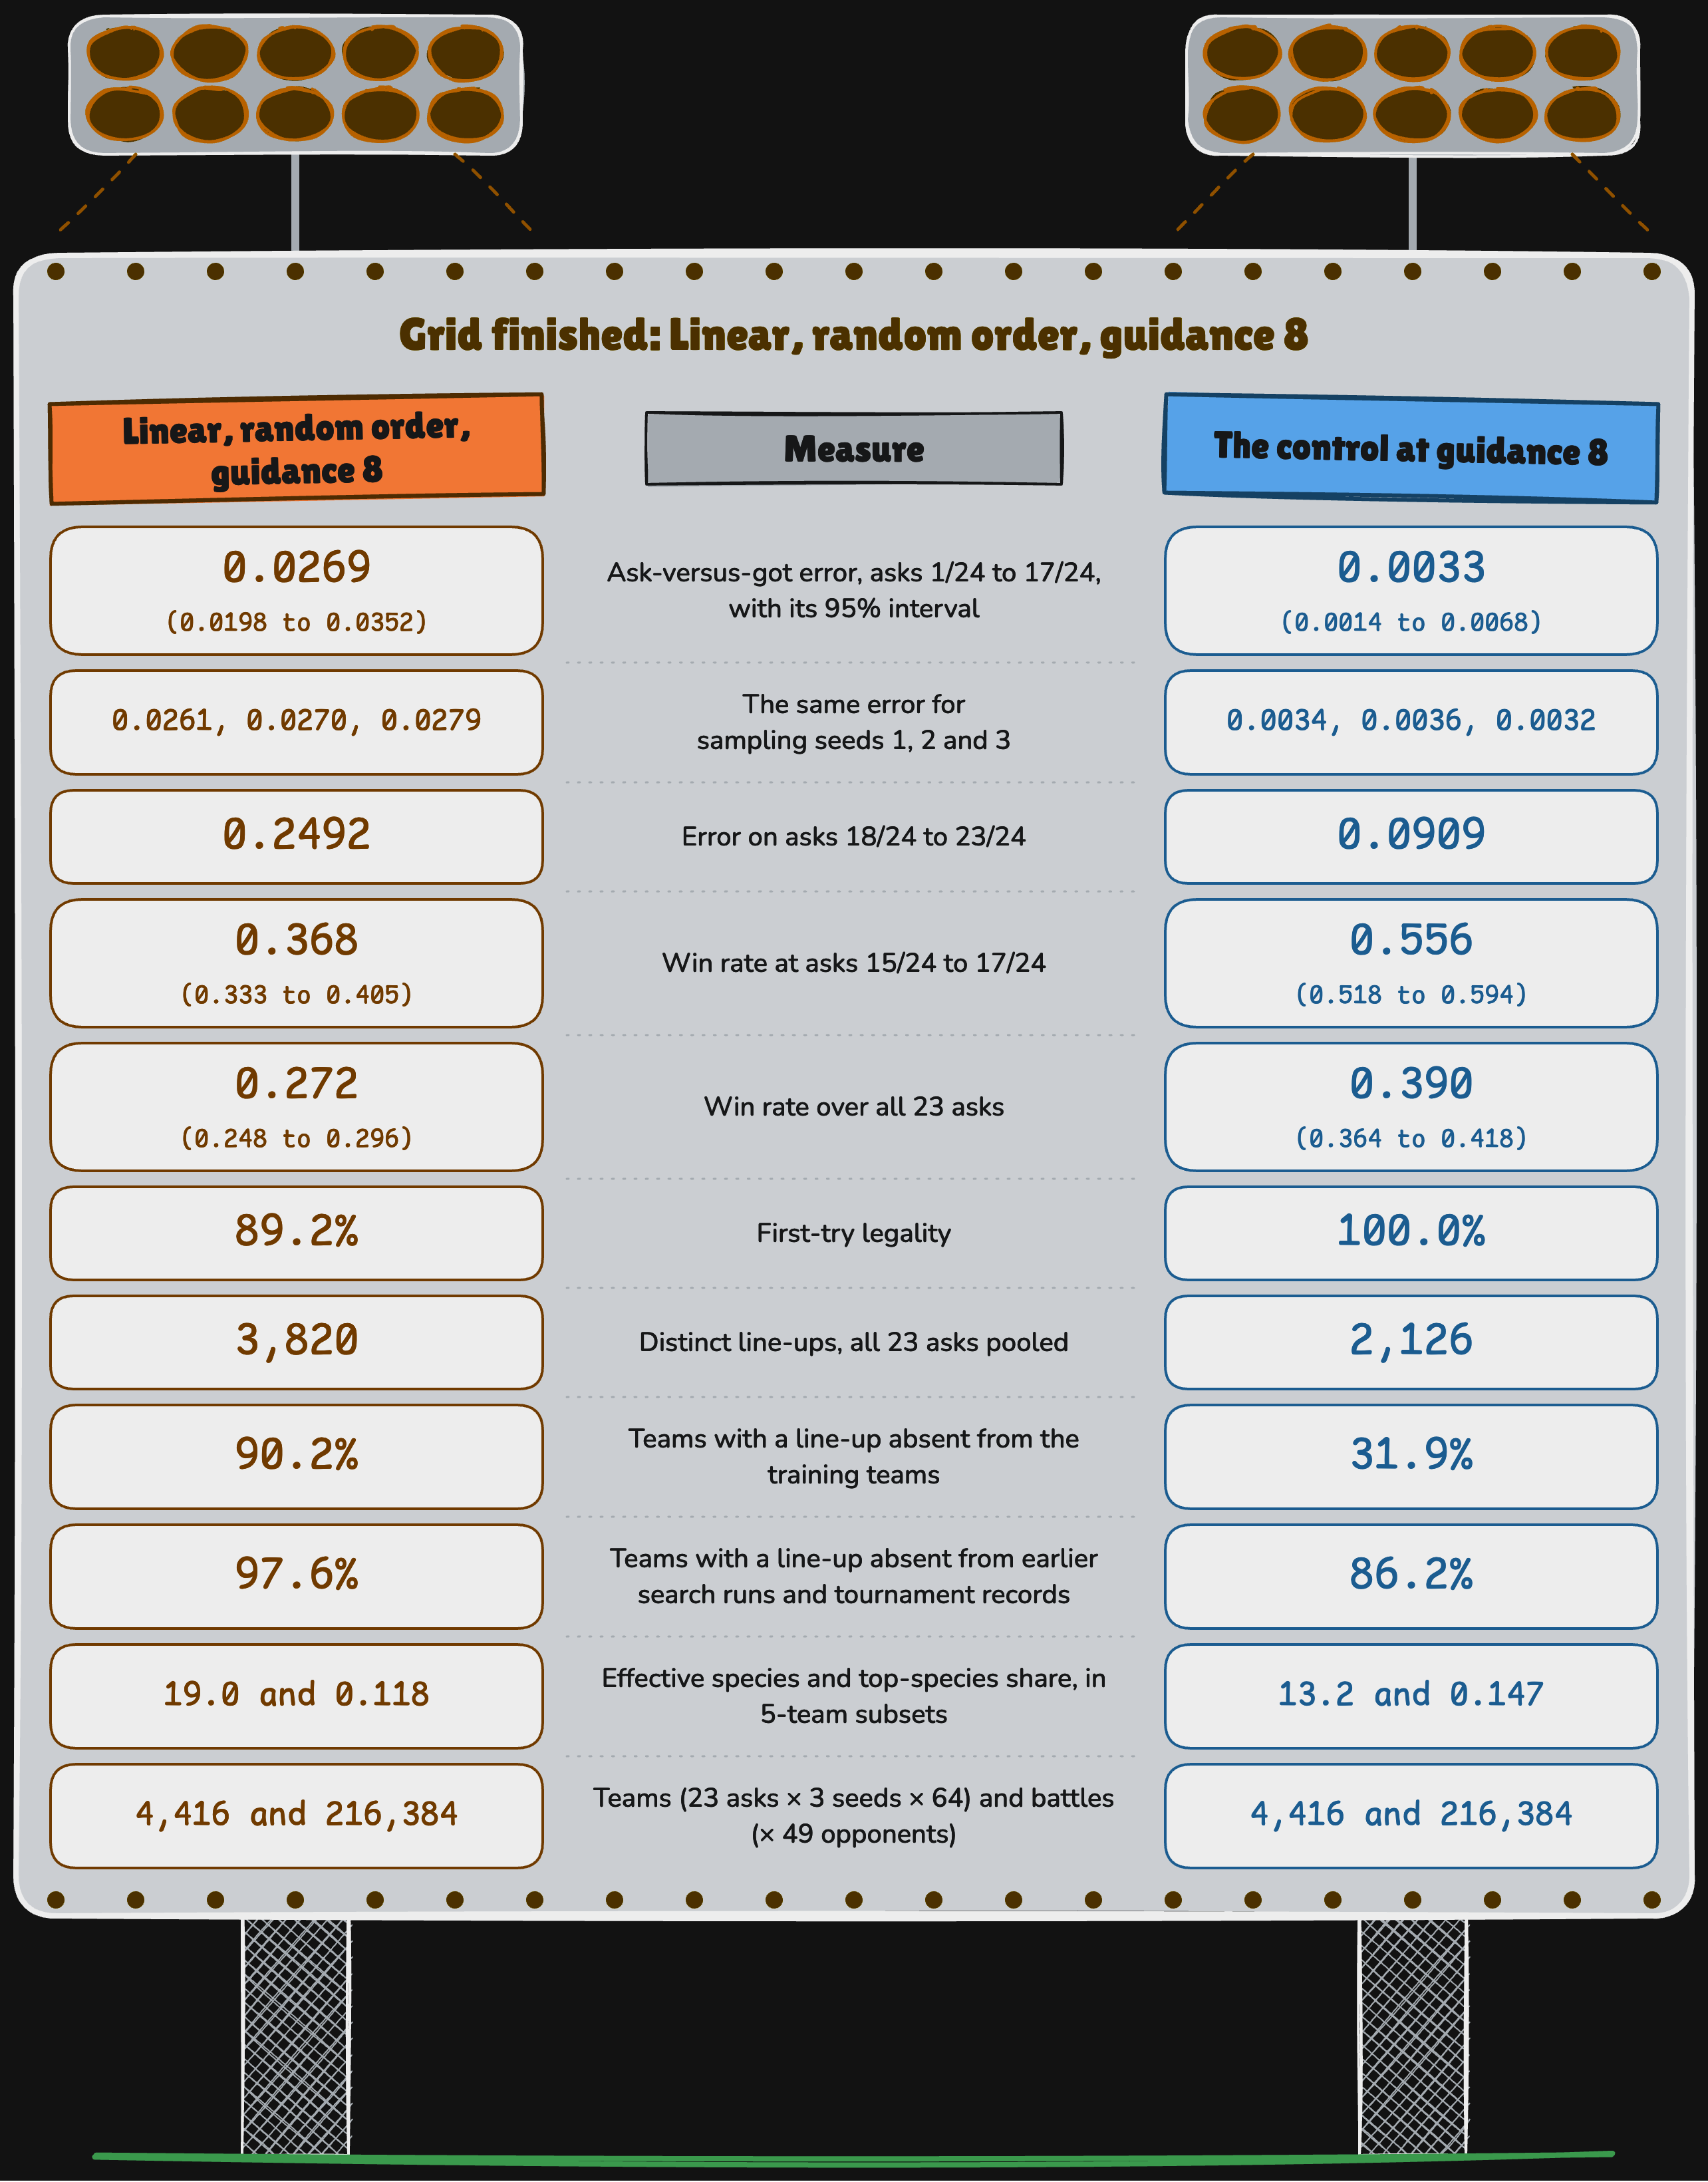 Grid finished: Linear, random order, guidance 8
Linear, random order,
guidance 8
Measure
The control at guidance 8
0.0269
(0.0198 to 0.0352)
Ask-versus-got error, asks 1/24 to 17/24,
with its 95% interval
0.0033
(0.0014 to 0.0068)
0.0261, 0.0270, 0.0279
The same error for
sampling seeds 1, 2 and 3
0.0034, 0.0036, 0.0032
0.2492
Error on asks 18/24 to 23/24
0.0909
0.368
(0.333 to 0.405)
Win rate at asks 15/24 to 17/24
0.556
(0.518 to 0.594)
0.272
(0.248 to 0.296)
Win rate over all 23 asks
0.390
(0.364 to 0.418)
89.2%
First-try legality
100.0%
3,820
Distinct line-ups, all 23 asks pooled
2,126
90.2%
Teams with a line-up absent from the
training teams
31.9%
97.6%
Teams with a line-up absent from earlier
search runs and tournament records
86.2%
19.0 and 0.118
Effective species and top-species share, in
5-team subsets
13.2 and 0.147
4,416 and 216,384
Teams (23 asks × 3 seeds × 64) and battles
(× 49 opponents)
4,416 and 216,384